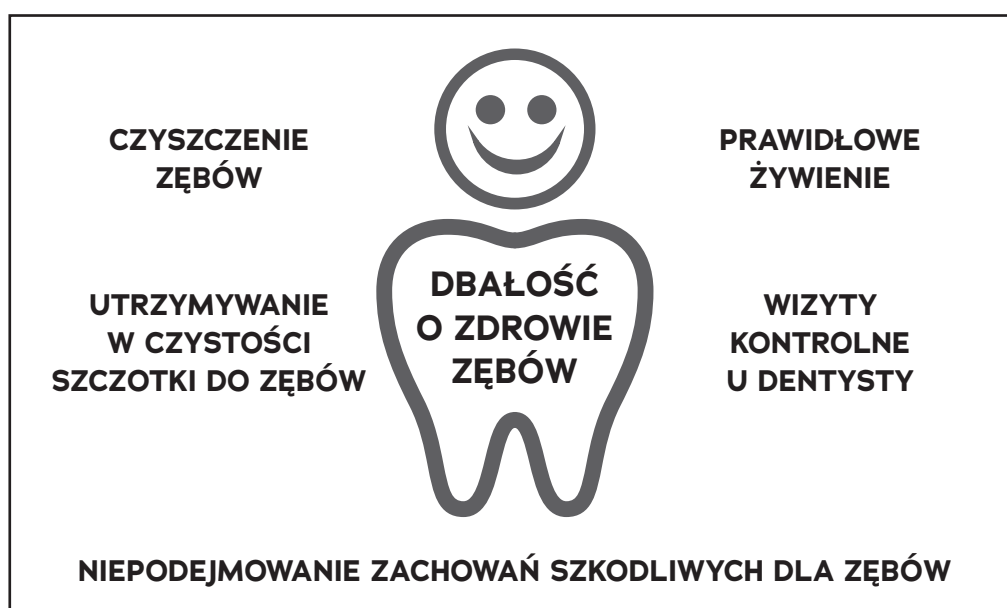 CZYSZCZENIE
ZĘBÓW
PRAWIDŁOWE
ŻYWIENIE
DBAŁOŚĆ
O ZDROWIE
ZĘBÓW
UTRZYMYWANIE
W CZYSTOŚCI
SZCZOTKI DO ZĘBÓW
WIZYTY
KONTROLNE
U DENTYSTY
NIEPODEJMOWANIE ZACHOWAŃ SZKODLIWYCH DLA ZĘBÓW